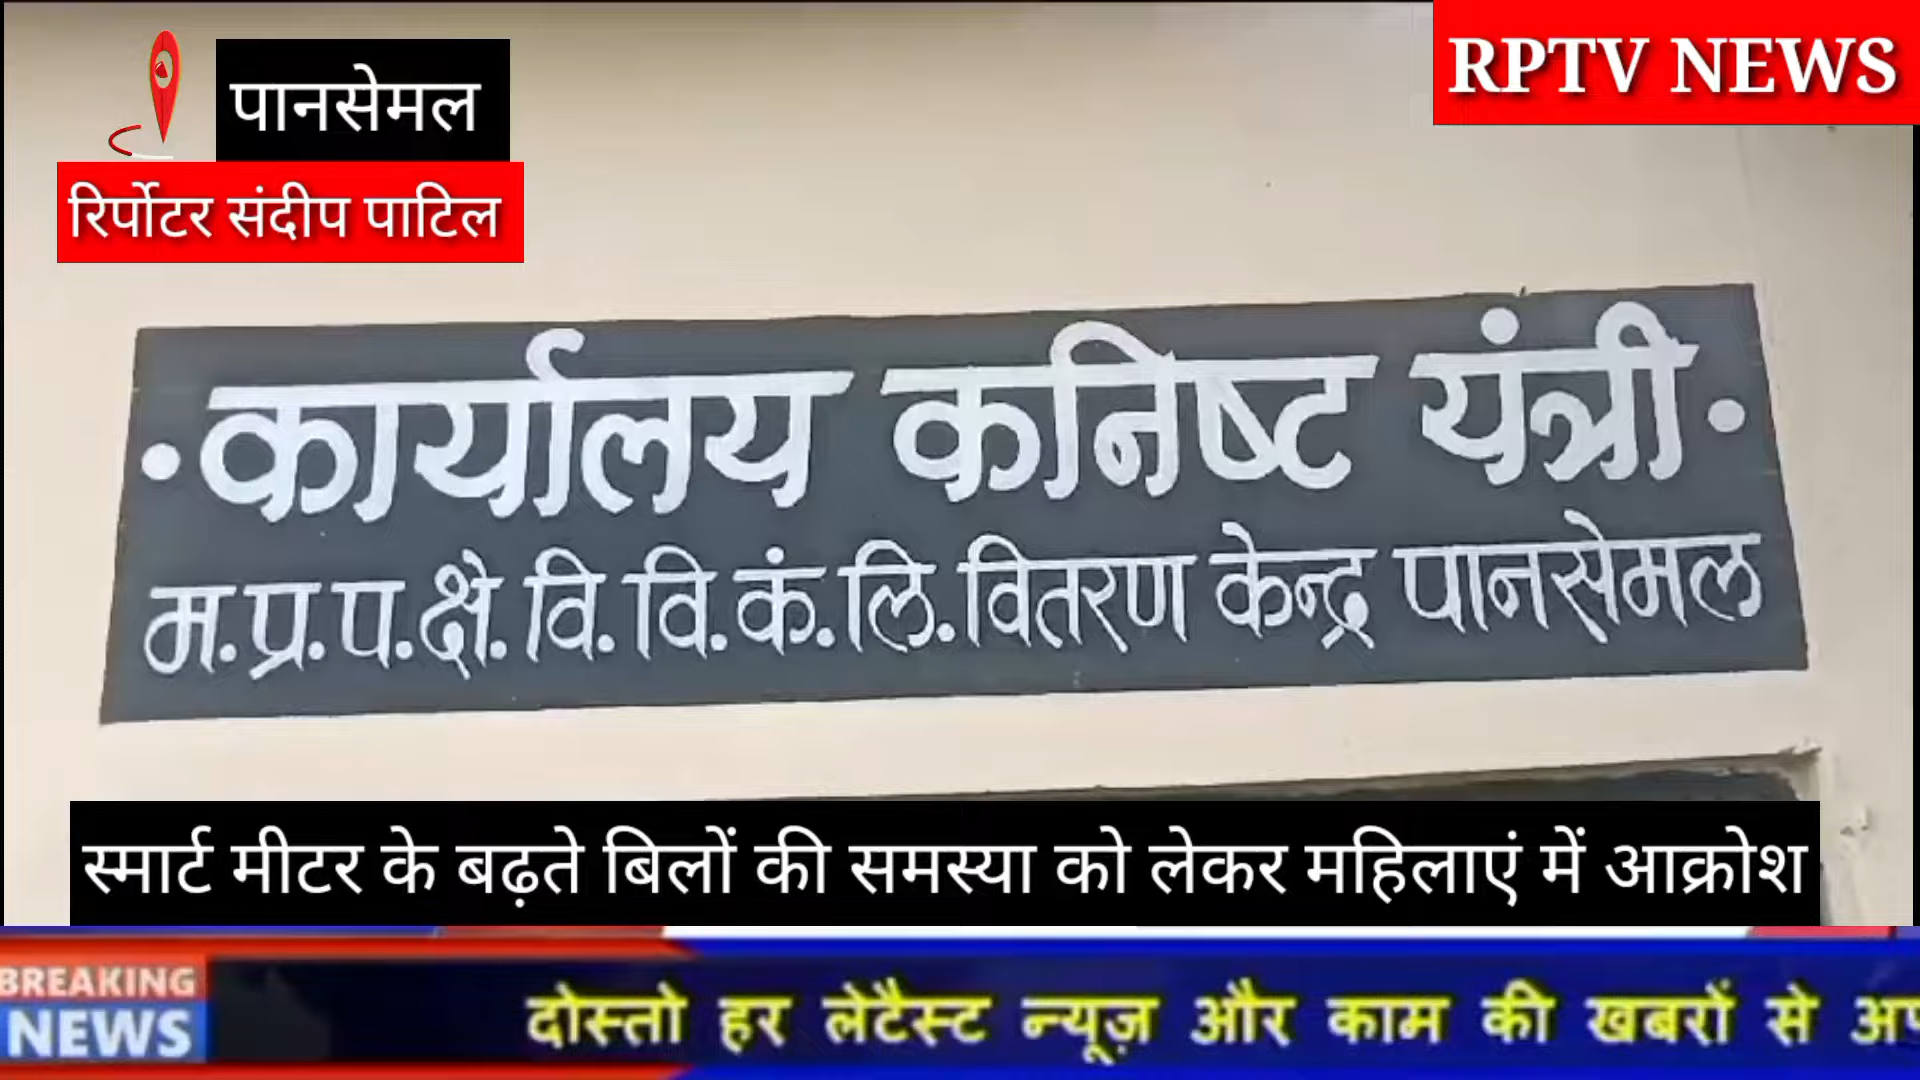 RPTV NEWS
पानसेमल
रिर्पोटर संदीप पाटिल
• कार्यालय कनिष्ट यंत्री •
म.प्र.प.क्षे.वि.वि.कं.लि.वितरण केन्द्र पानसेमल
स्मार्ट मीटर के बढ़ते बिलों की समस्या को लेकर महिलाएं में आक्रोश
BREAKING
NEWS
दोस्तो हर लेटैस्ट न्यूज़ और काम की खबरों से